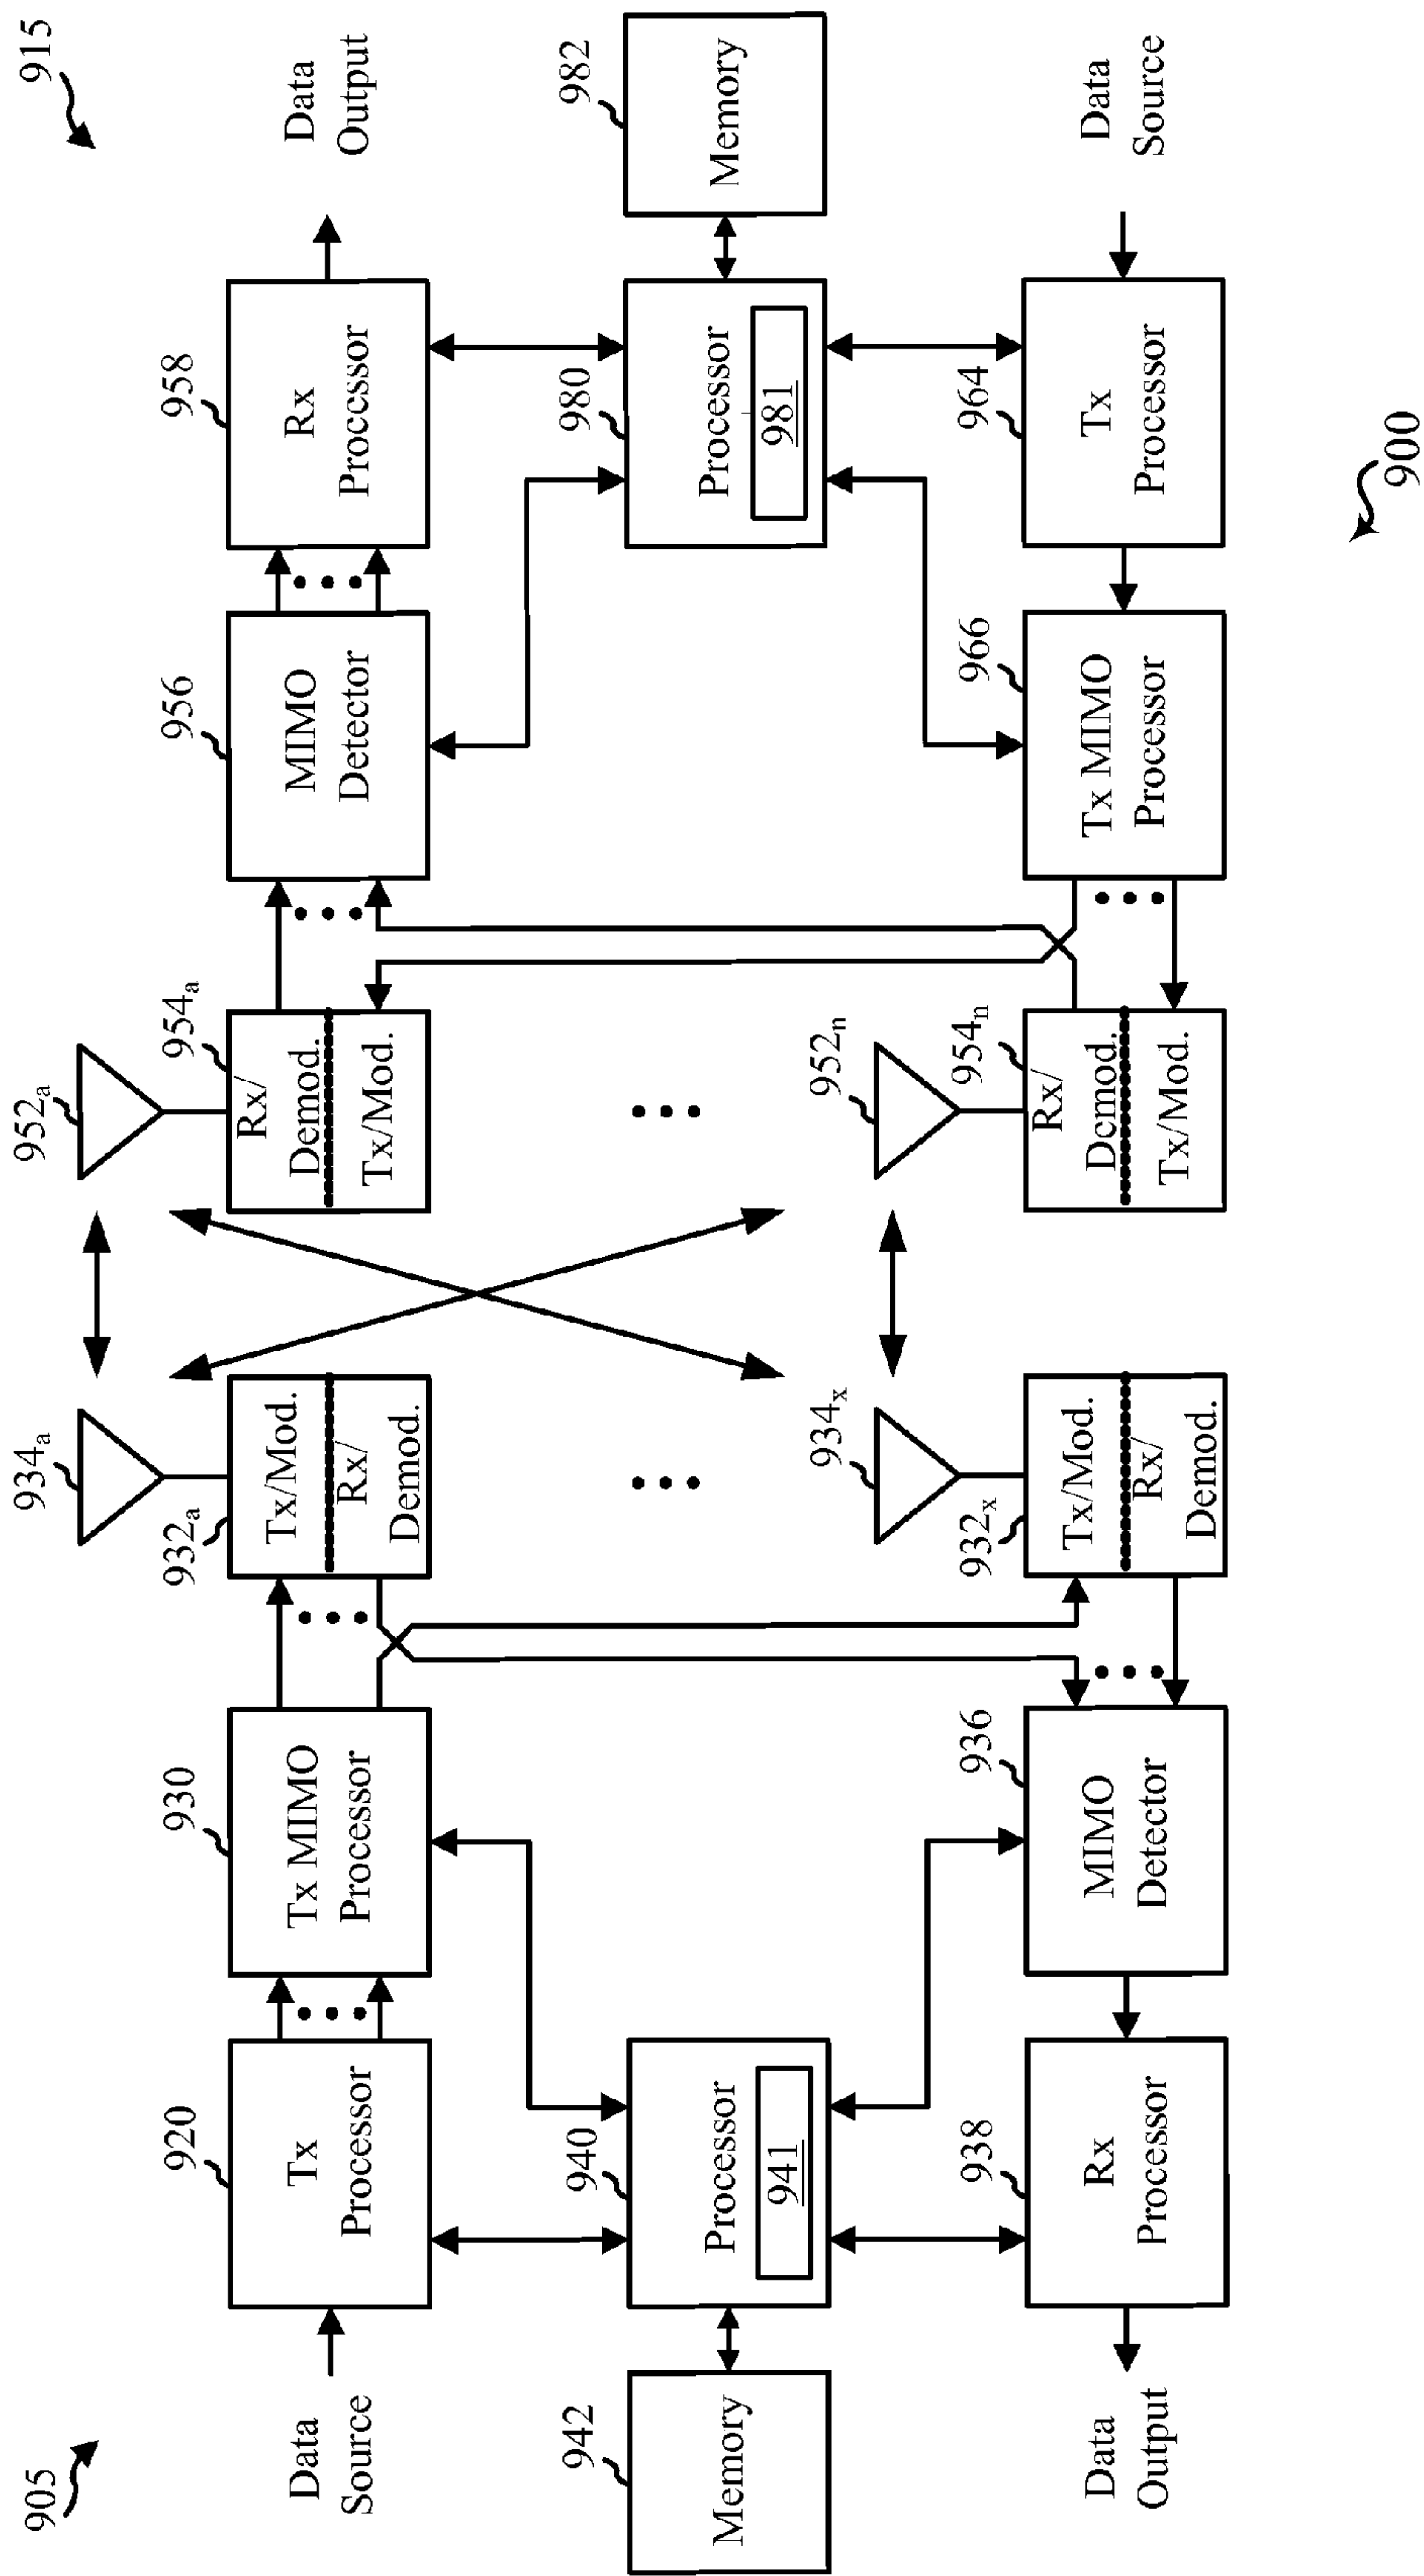 905
915
934a
952a
920
930
932a
954a
956
958
Data
Source
Tx
Processor
Tx MIMO
Processor
Tx/Mod.
Rx/
Demod.
Rx/
Demod.
Tx/Mod.
MIMO
Detector
Rx
Processor
Data
Output
942
940
980
982
Memory
Processor
941
Processor
981
Memory
934x
952n
938
936
932x
954n
966
964
Data
Output
Rx
Processor
MIMO
Detector
Tx/Mod.
Rx/
Demod.
Rx/
Demod.
Tx/Mod.
Tx MIMO
Processor
Tx
Processor
Data
Source
900